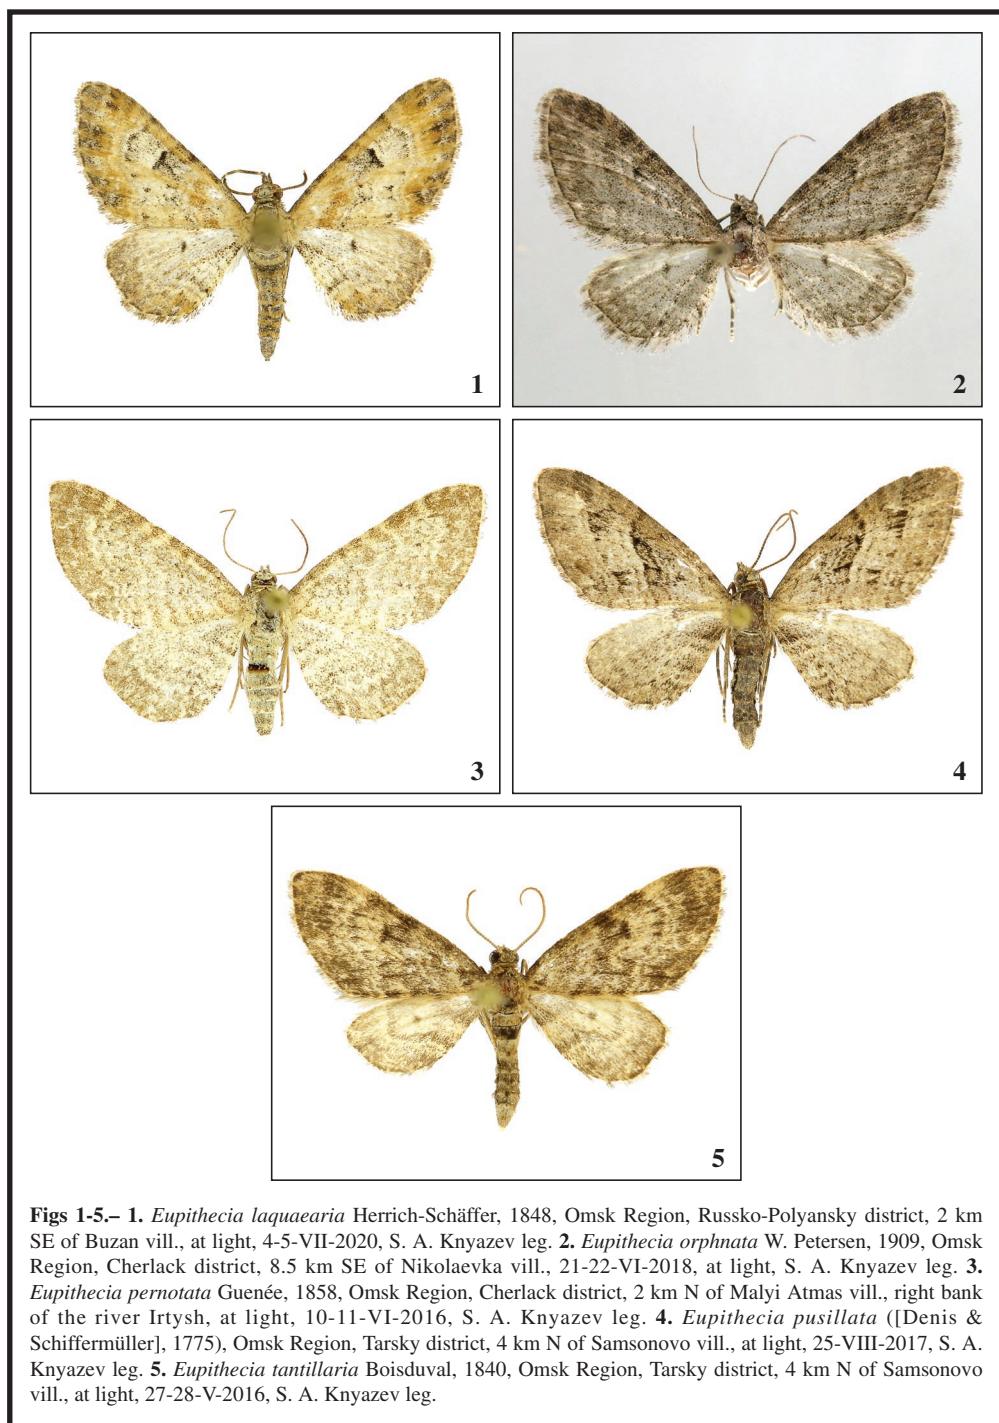 1
2
3
4
5
Figs 1-5.– 1. Eupithecia laquaearia Herrich-Schäffer, 1848, Omsk Region, Russko-Polyansky district, 2 km
SE of Buzan vill., at light, 4-5-VII-2020, S. A. Knyazev leg. 2. Eupithecia orphnata W. Petersen, 1909, Omsk
Region, Cherlack district, 8.5 km SE of Nikolaevka vill., 21-22-VI-2018, at light, S. A. Knyazev leg. 3.
Eupithecia pernotata Guenée, 1858, Omsk Region, Cherlack district, 2 km N of Malyi Atmas vill., right bank
of the river Irtysh, at light, 10-11-VI-2016, S. A. Knyazev leg. 4. Eupithecia pusillata ([Denis &
Schiffermüller], 1775), Omsk Region, Tarsky district, 4 km N of Samsonovo vill., at light, 25-VIII-2017, S. A.
Knyazev leg. 5. Eupithecia tantillaria Boisduval, 1840, Omsk Region, Tarsky district, 4 km N of Samsonovo
vill., at light, 27-28-V-2016, S. A. Knyazev leg.